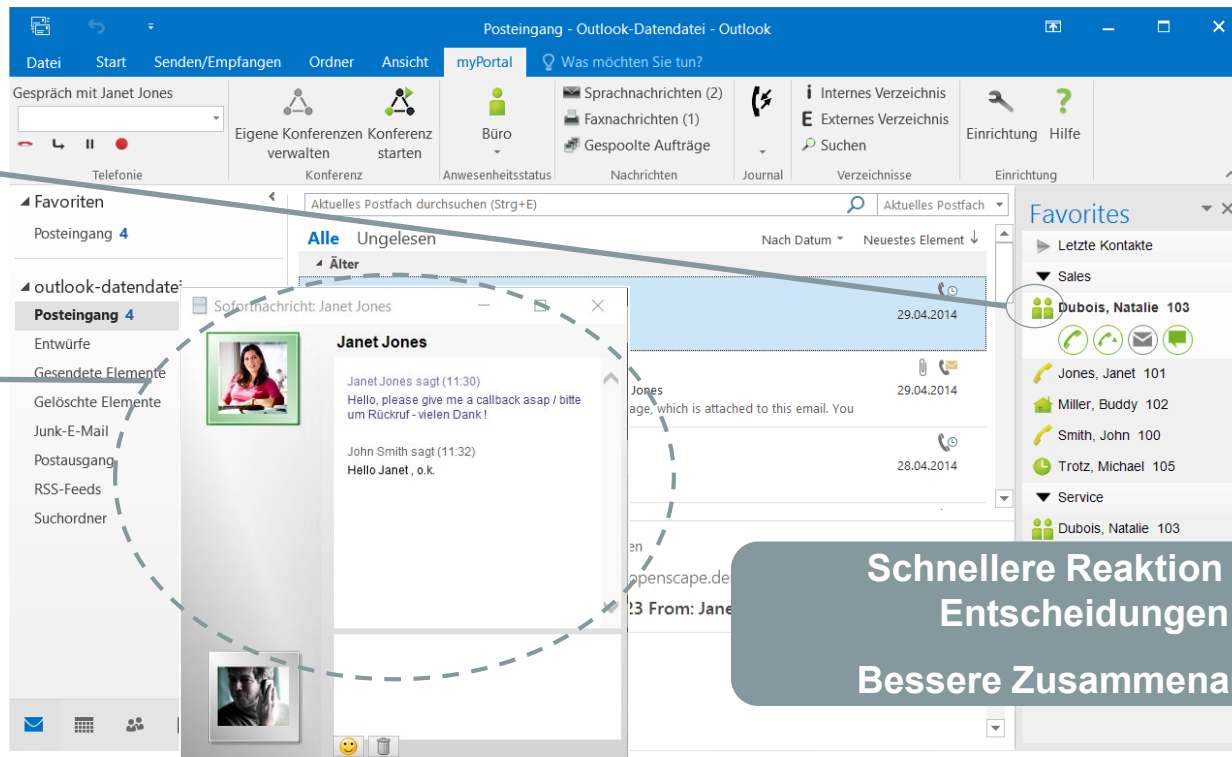 Posteingang - Outlook-Datendatei - Outlook
Datei Start Senden/Empfangen Ordner Ansicht myPortal Was möchten Sie tun?
Gespräch mit Janet Jones
Telefonie
Eigene Konferenzen verwalten
Konferenz starten
Konferenz
Büro
Anwesenheitsstatus
Sprachnachrichten (2)
Faxnachrichten (1)
Gespoolte Aufträge
Nachrichten
Journal
i Internes Verzeichnis
E Externes Verzeichnis
Suchen
Verzeichnisse
Einrichtung Hilfe
Einrichtung
Favoriten
Posteingang 4
outlook-datendatei
Posteingang 4
Entwürfe
Gesendete Elemente
Gelöschte Elemente
Junk-E-Mail
Postausgang
RSS-Feeds
Suchordner
Aktuelles Postfach durchsuchen (Strg+E) Aktuelles Postfach
Alle Ungelesen Nach Datum Neuestes Element
Älter
29.04.2014
Jones 29.04.2014
age, which is attached to this email. You
28.04.2014
en
openscape.de
23 From: Jane
Sofortnachricht: Janet Jones
Janet Jones
Janet Jones sagt (11:30)
Hello, please give me a callback asap / bitte
um Rückruf - vielen Dank !
John Smith sagt (11:32)
Hello Janet , o.k.
Favorites
Letzte Kontakte
Sales
Dubois, Natalie 103
Jones, Janet 101
Miller, Buddy 102
Smith, John 100
Trotz, Michael 105
Service
Dubois, Natalie 103
Schnellere Reaktion
Entscheidungen
Bessere Zusammena